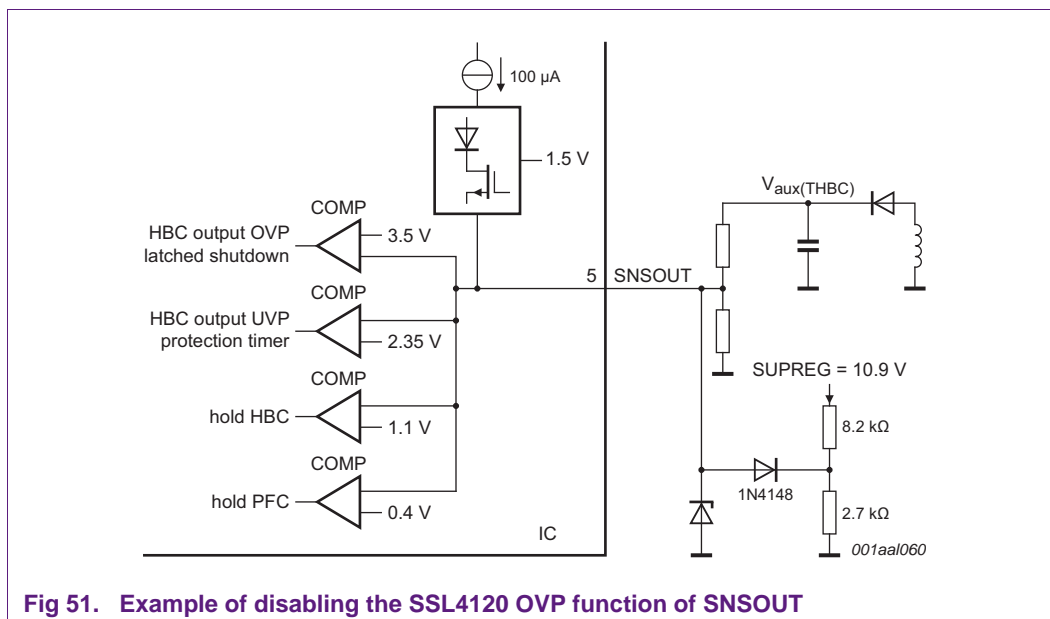 100 μA
1.5 V
V_aux(THBC)
COMP
HBC output OVP
latched shutdown
3.5 V
5 SNSOUT
COMP
HBC output UVP
protection timer
2.35 V
SUPREG = 10.9 V
COMP
hold HBC
1.1 V
8.2 kΩ
COMP
hold PFC
0.4 V
1N4148
2.7 kΩ
IC
001aal060
Fig 51. Example of disabling the SSL4120 OVP function of SNSOUT